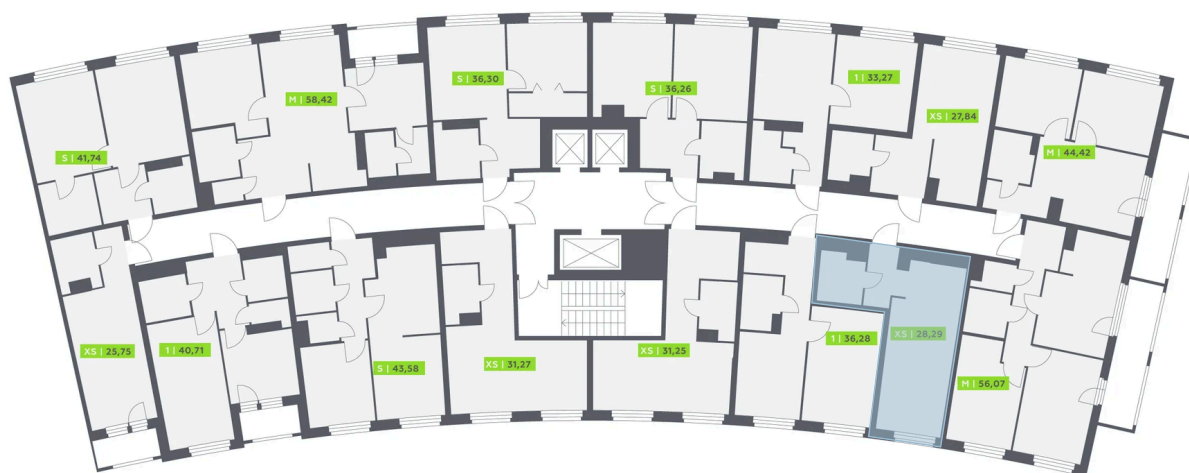 S | 41,74
M | 58,42
S | 36,30
S | 36,26
1 | 33,27
XS | 27,84
M | 44,42
XS | 25,75
1 | 40,71
S | 43,58
XS | 31,27
XS | 31,25
1 | 36,28
XS | 28,29
M | 56,07